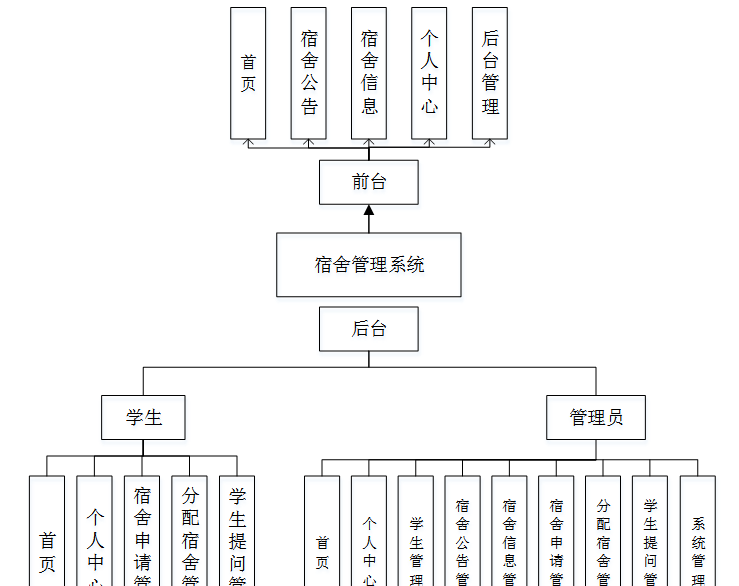 首页
宿舍公告
宿舍信息
个人中心
后台管理
前台
宿舍管理系统
后台
学生
管理员
首页
个人中心
宿舍申请管
分配宿舍管
学生提问管
首页
个人中心
学生管理
宿舍公告管
宿舍信息管
宿舍申请管
分配宿舍管
学生提问管
系统管理